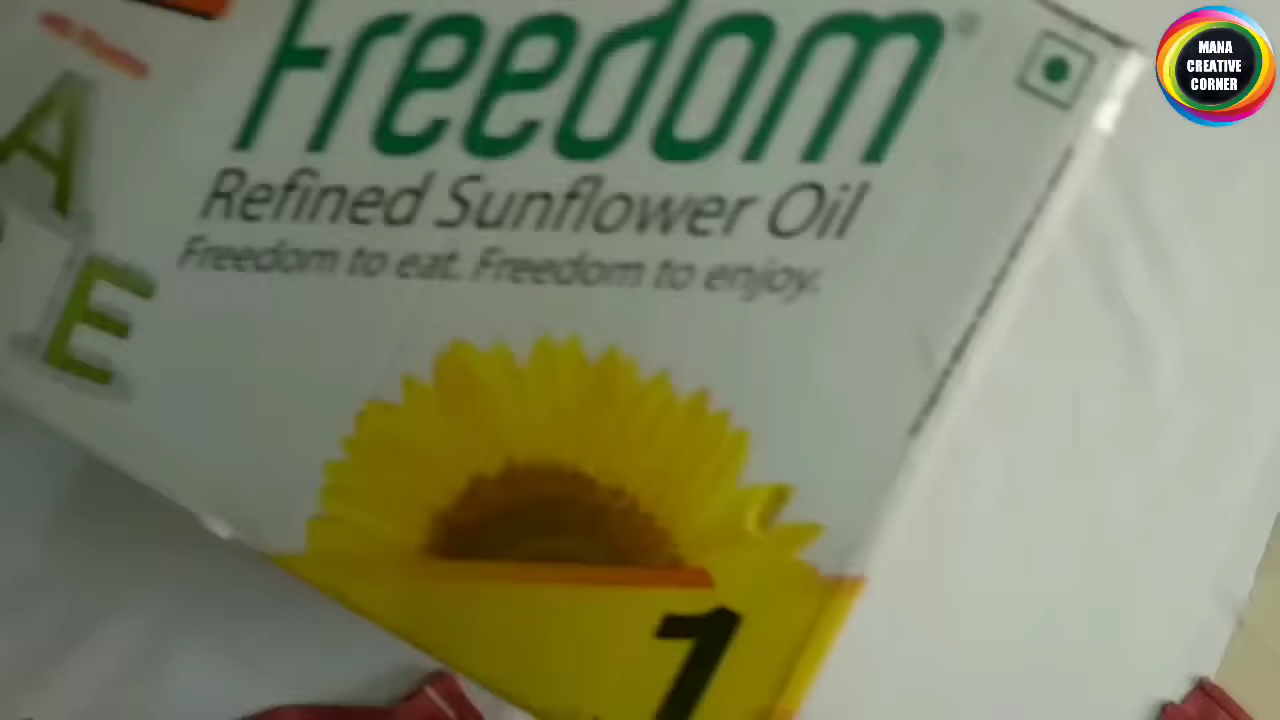 Freedom
Refined Sunflower Oil
Freedom to eat. Freedom to enjoy.
A
E
1
MANA
CREATIVE
CORNER